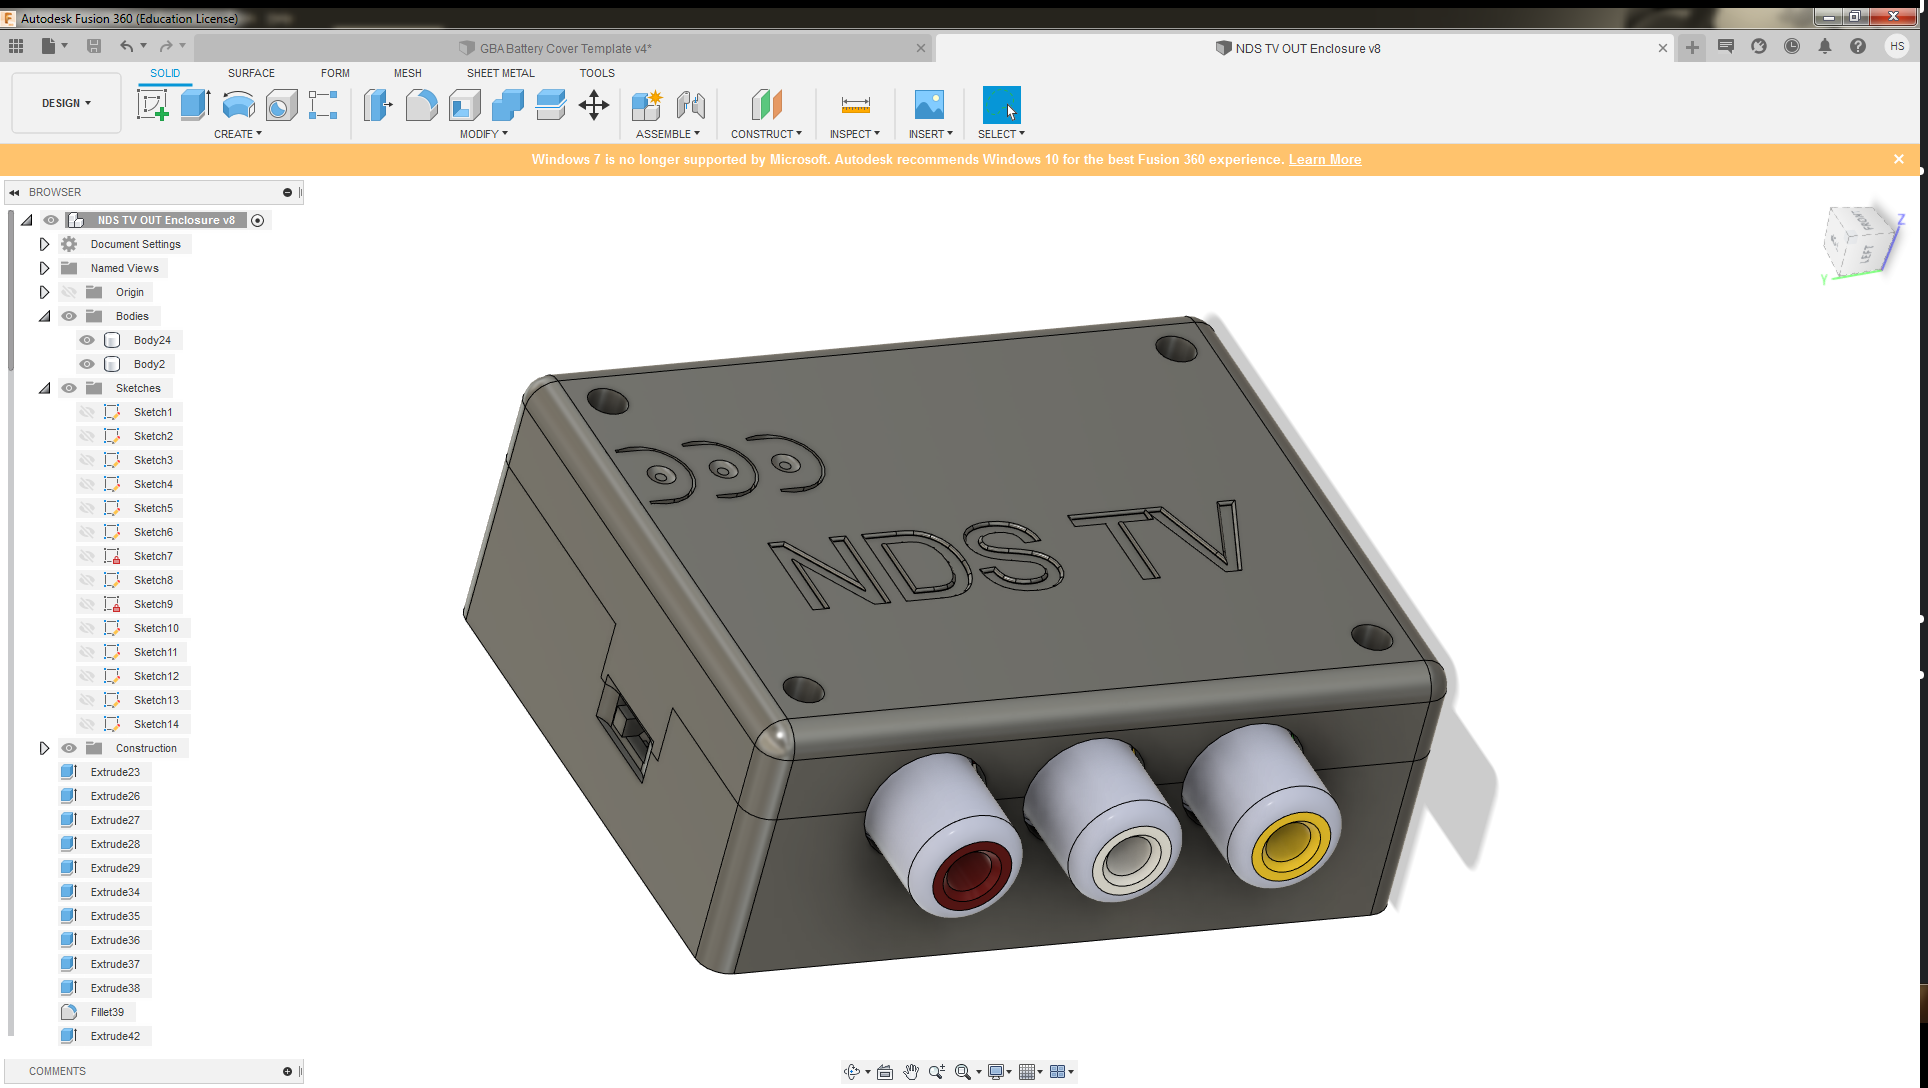 Autodesk Fusion 360 (Education License)
GBA Battery Cover Template v4*
NDS TV OUT Enclosure v8
HS
DESIGN
SOLID
SURFACE
FORM
MESH
SHEET METAL
TOOLS
CREATE
MODIFY
ASSEMBLE
CONSTRUCT
INSPECT
INSERT
SELECT
Windows 7 is no longer supported by Microsoft. Autodesk recommends Windows 10 for the best Fusion 360 experience. Learn More
BROWSER
NDS TV OUT Enclosure v8
Document Settings
Named Views
Origin
Bodies
Body24
Body2
Sketches
Sketch1
Sketch2
Sketch3
Sketch4
Sketch5
Sketch6
Sketch7
Sketch8
Sketch9
Sketch10
Sketch11
Sketch12
Sketch13
Sketch14
Construction
Extrude23
Extrude26
Extrude27
Extrude28
Extrude29
Extrude34
Extrude35
Extrude36
Extrude37
Extrude38
Fillet39
Extrude42
COMMENTS
FRONT
LEFT
Z
Y
NDS TV